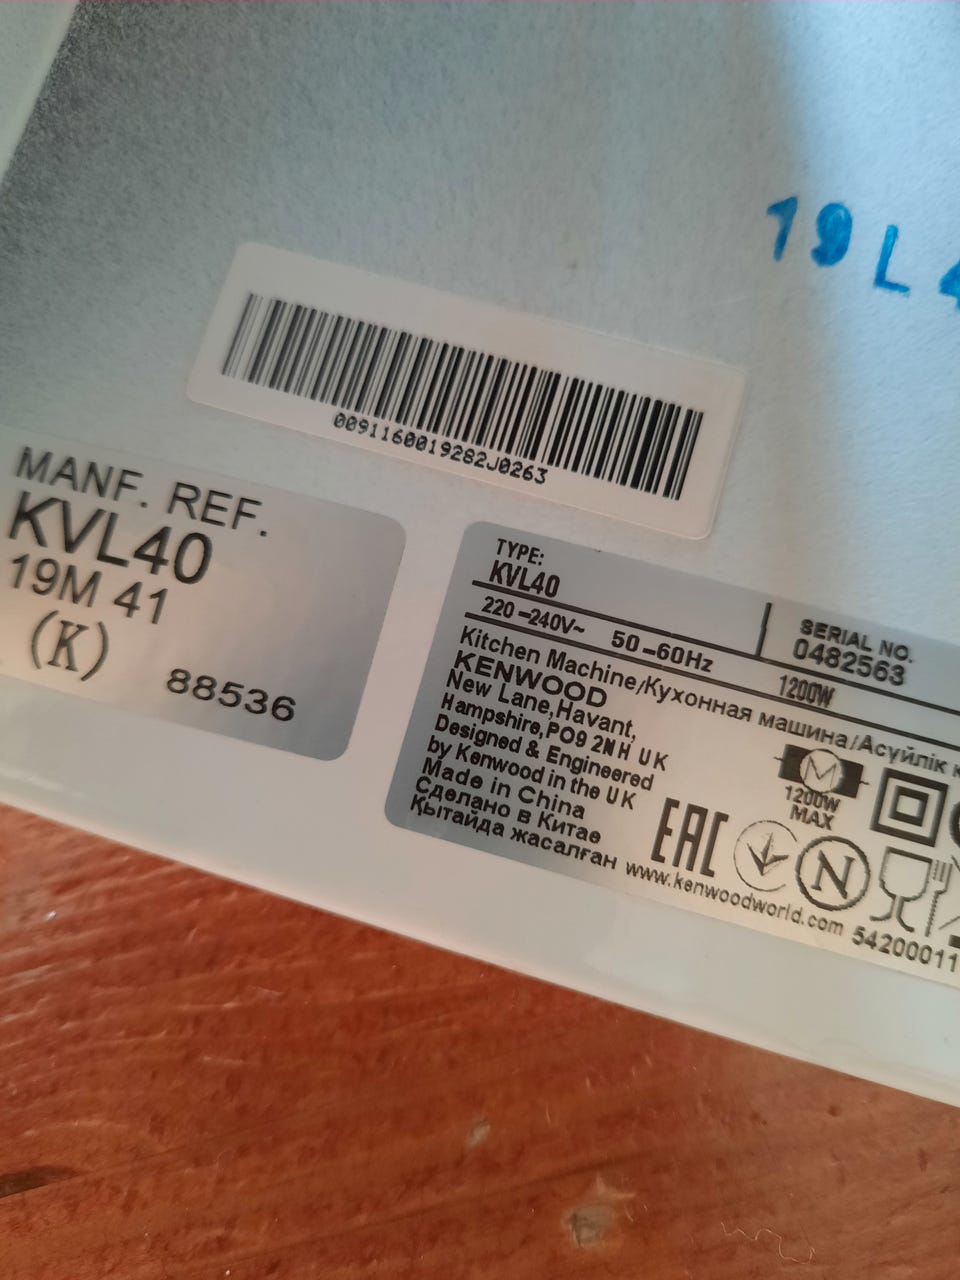 19L4
0091160019282J0263
MANF. REF.
KVL40
19M 41
(K)
88536
TYPE:
KVL40
SERIAL NO.
0482563
220-240V~ 50-60Hz 1200W
Kitchen Machine/Кухонная машина/Асүйлік
KENWOOD
New Lane,Havant,
Hampshire,PO9 2NH UK
Designed & Engineered
by Kenwood in the UK
Made in China
Сделано в Китае
Қытайда жасалған
M
1200W
MAX
EAC
N
www.kenwoodworld.com
54200011